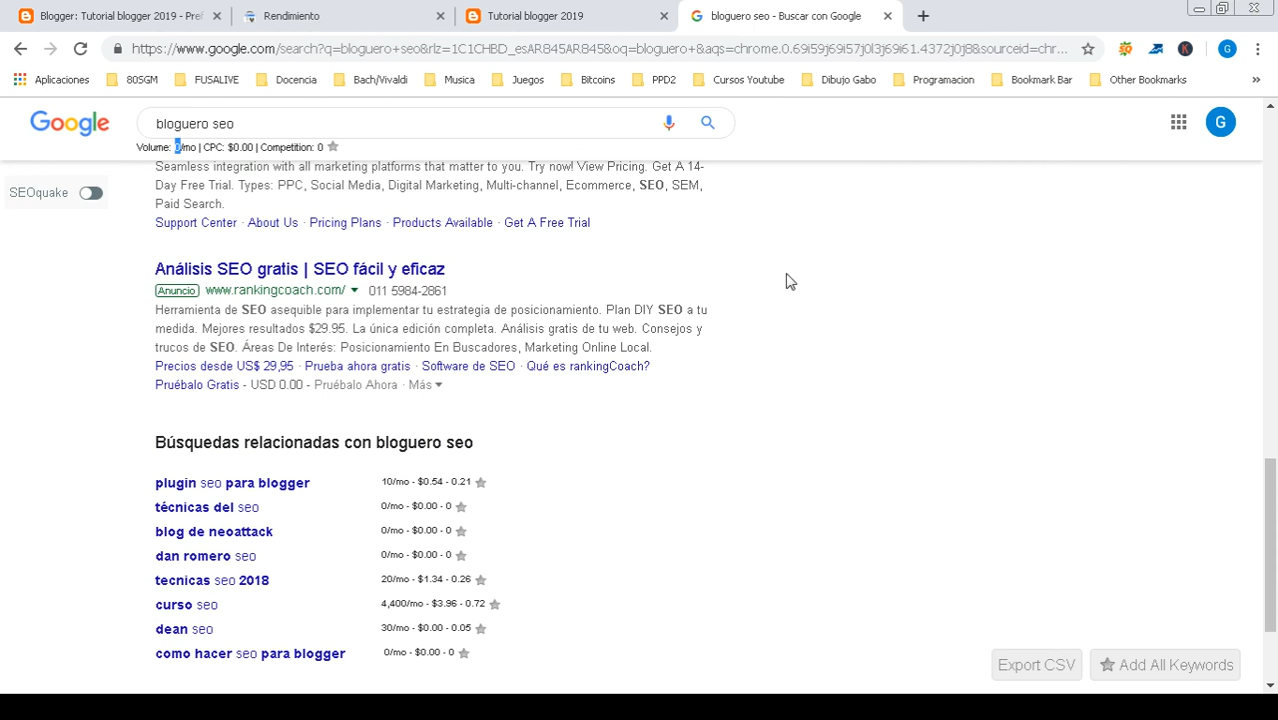 Blogger: Tutorial blogger 2019 - Pref
Rendimiento
Tutorial blogger 2019
bloguero seo - Buscar con Google
https://www.google.com/search?q=bloguero+seo&rlz=1C1CHBD_esAR845AR845&oq=bloguero+&aqs=chrome.0.69i59j69i57j0l3j69i61.4372j0j8&sourceid=chr...
Aplicaciones
80SGM
FUSALIVE
Docencia
Bach/Vivaldi
Musica
Juegos
Bitcoins
PPD2
Cursos Youtube
Dibujo Gabo
Programacion
Bookmark Bar
Other Bookmarks
Google
bloguero seo
G
Volume: 0/mo | CPC: $0.00 | Competition: 0
Seamless integration with all marketing platforms that matter to you. Try now! View Pricing. Get A 14-
Day Free Trial. Types: PPC, Social Media, Digital Marketing, Multi-channel, Ecommerce, SEO, SEM,
Paid Search.
SEOquake
Support Center · About Us · Pricing Plans · Products Available · Get A Free Trial
Análisis SEO gratis | SEO fácil y eficaz
Anuncio www.rankingcoach.com/ 011 5984-2861
Herramienta de SEO asequible para implementar tu estrategia de posicionamiento. Plan DIY SEO a tu
medida. Mejores resultados $29.95. La única edición completa. Análisis gratis de tu web. Consejos y
trucos de SEO. Áreas De Interés: Posicionamiento En Buscadores, Marketing Online Local.
Precios desde US$ 29,95 · Prueba ahora gratis · Software de SEO · Qué es rankingCoach?
Pruébalo Gratis - USD 0.00 - Pruébalo Ahora · Más
Búsquedas relacionadas con bloguero seo
plugin seo para blogger 10/mo - $0.54 - 0.21
técnicas del seo 0/mo - $0.00 - 0
blog de neoattack 0/mo - $0.00 - 0
dan romero seo 0/mo - $0.00 - 0
tecnicas seo 2018 20/mo - $1.34 - 0.26
curso seo 4,400/mo - $3.96 - 0.72
dean seo 30/mo - $0.00 - 0.05
como hacer seo para blogger 0/mo - $0.00 - 0
Export CSV
Add All Keywords